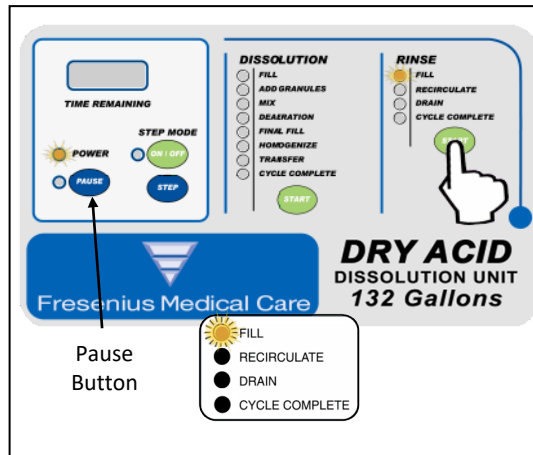 TIME REMAINING
STEP MODE
ON / OFF
POWER
PAUSE
STEP
DISSOLUTION
FILL
ADD GRANULES
MIX
DEAERATION
FINAL FILL
HOMOGENIZE
TRANSFER
CYCLE COMPLETE
START
RINSE
FILL
RECIRCULATE
DRAIN
CYCLE COMPLETE
START
Fresenius Medical Care
DRY ACID
DISSOLUTION UNIT
132 Gallons
Pause
Button
FILL
RECIRCULATE
DRAIN
CYCLE COMPLETE